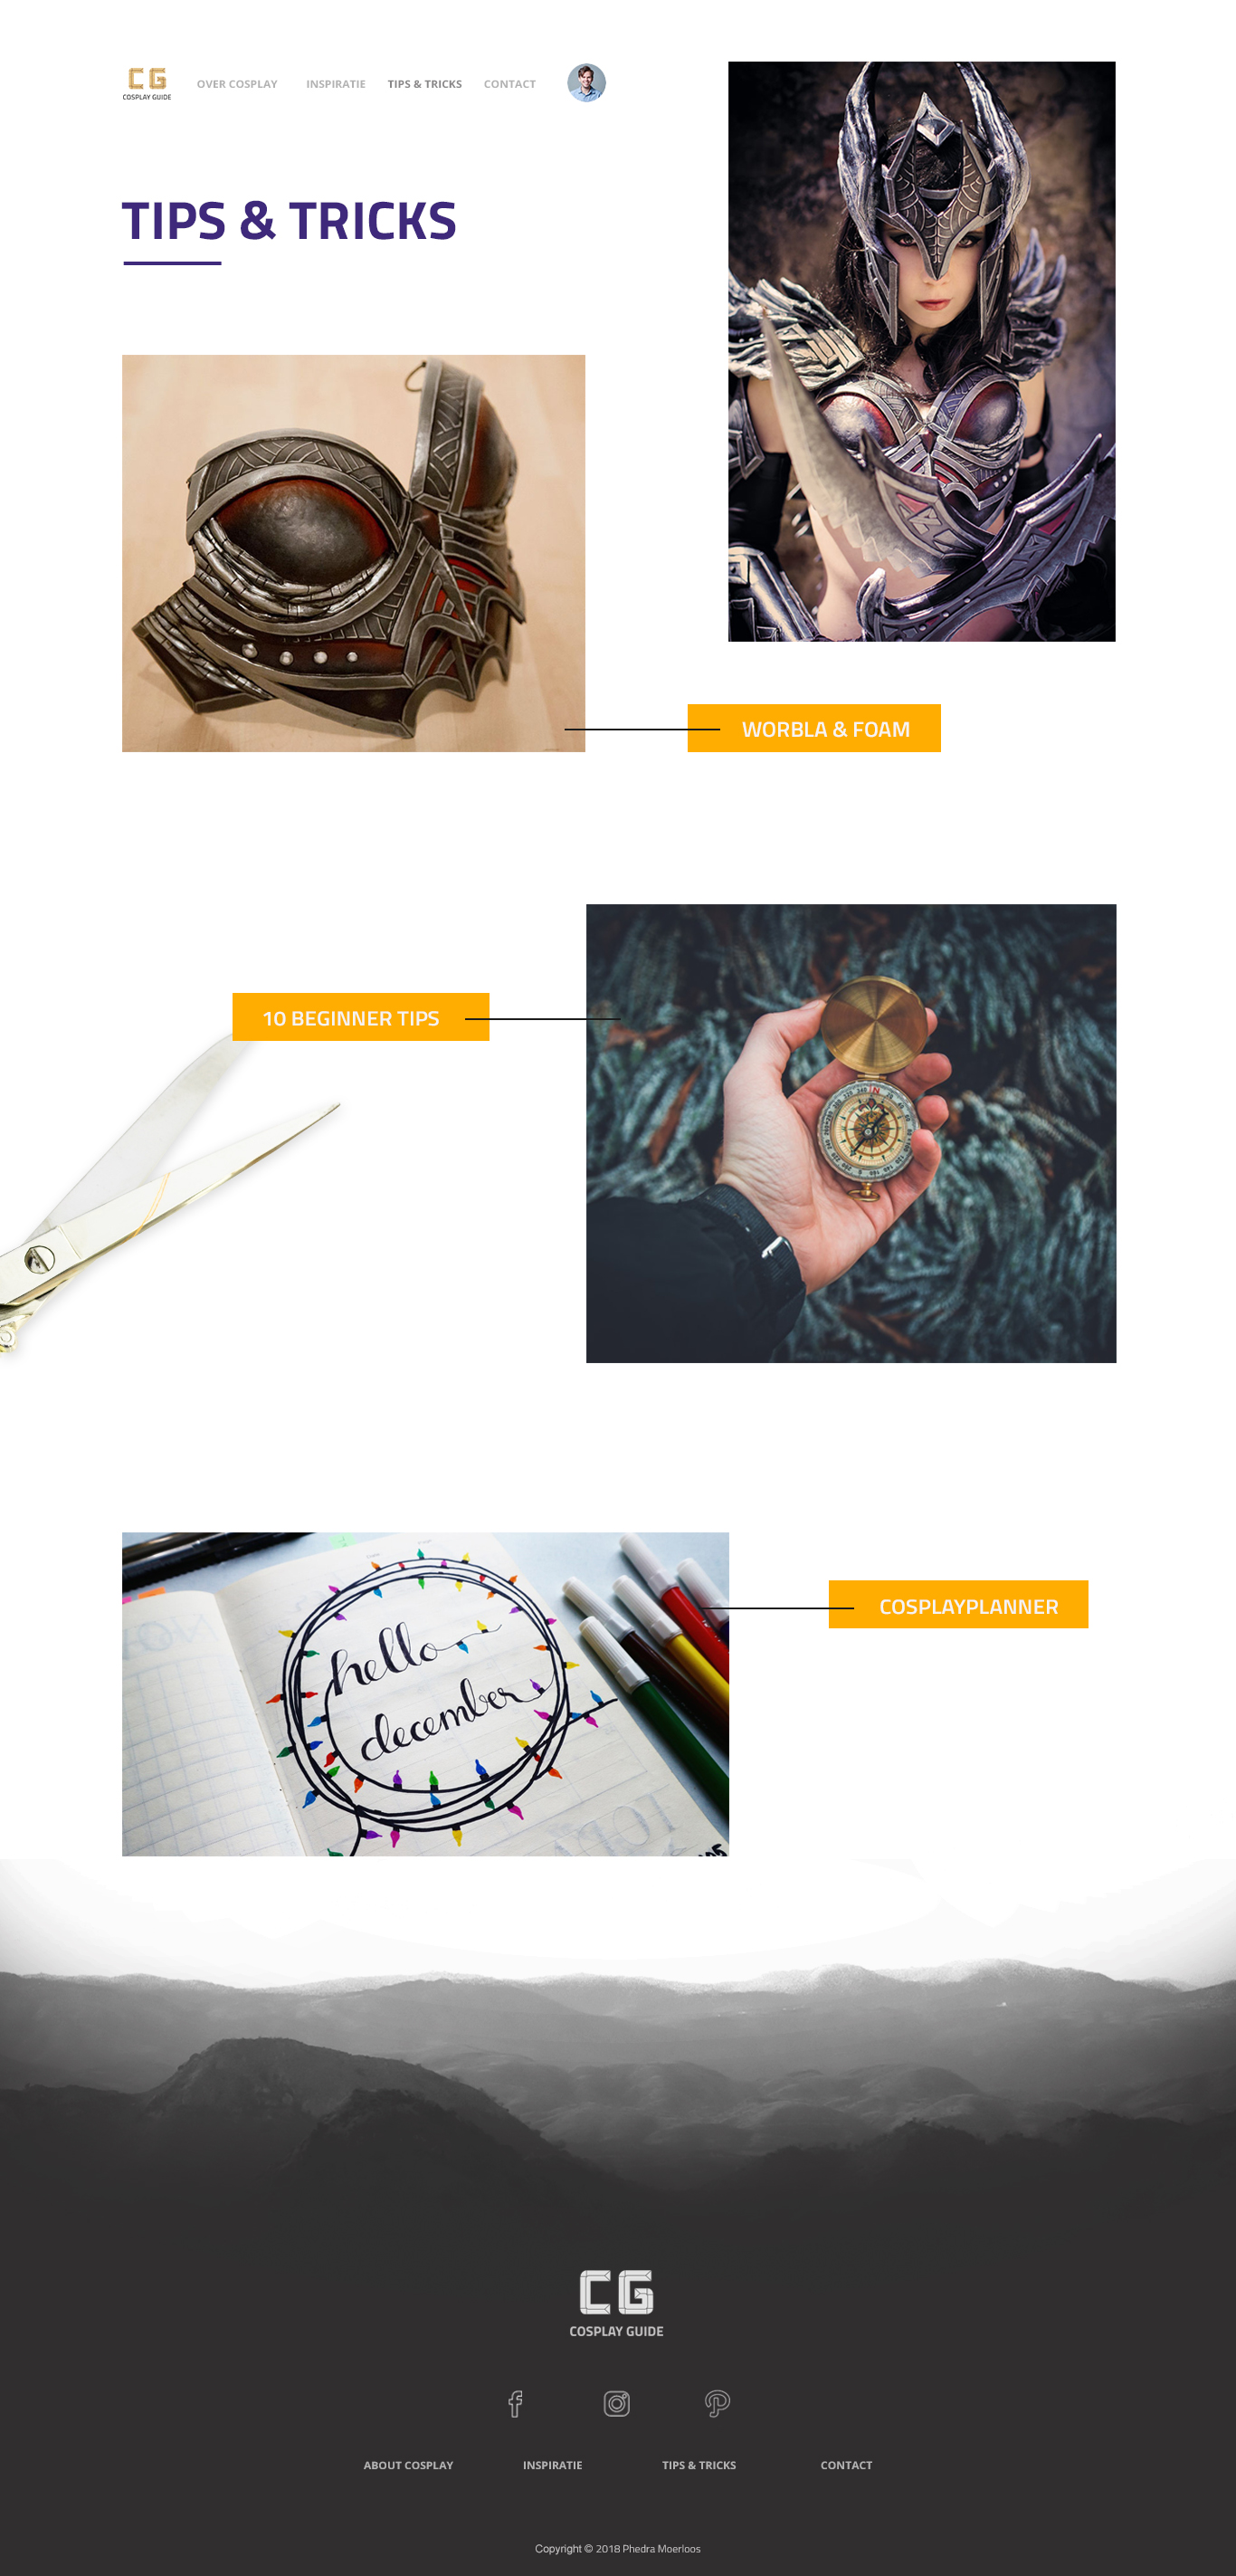 CG
COSPLAY GUIDE
OVER COSPLAY
INSPIRATIE
TIPS & TRICKS
CONTACT
TIPS & TRICKS
WORBLA & FOAM
10 BEGINNER TIPS
N
hello
december
COSPLAYPLANNER
CG
COSPLAY GUIDE
ABOUT COSPLAY
INSPIRATIE
TIPS & TRICKS
CONTACT
Copyright © 2018 Phedra Moerloos